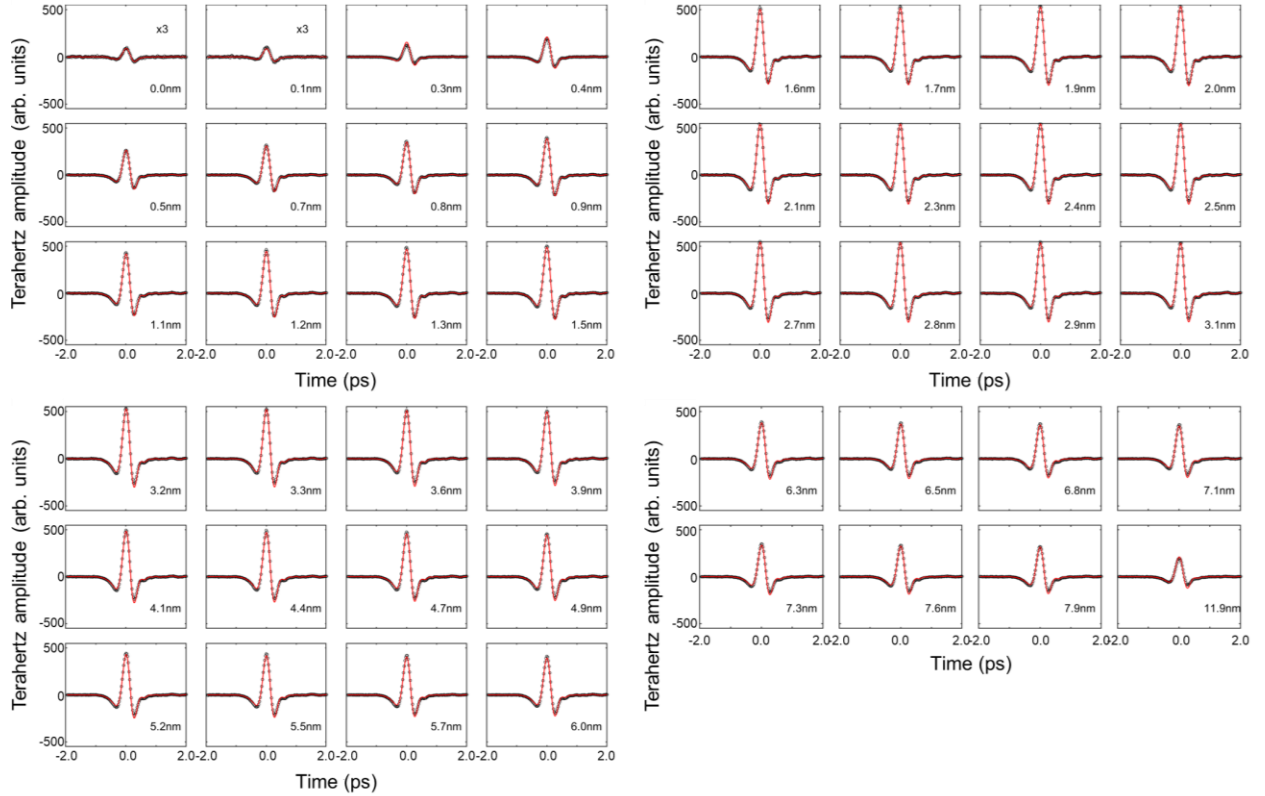 Terahertz amplitude (arb. units)
500
0
-500
x3
0.0nm
x3
0.1nm
0.3nm
0.4nm
500
0
-500
0.5nm
0.7nm
0.8nm
0.9nm
500
0
-500
1.1nm
1.2nm
1.3nm
1.5nm
-2.0 0.0 2.0 -2.0 0.0 2.0 -2.0 0.0 2.0 -2.0 0.0 2.0
Time (ps)
Terahertz amplitude (arb. units)
500
0
-500
1.6nm
1.7nm
1.9nm
2.0nm
500
0
-500
2.1nm
2.3nm
2.4nm
2.5nm
500
0
-500
2.7nm
2.8nm
2.9nm
3.1nm
-2.0 0.0 2.0 -2.0 0.0 2.0 -2.0 0.0 2.0 -2.0 0.0 2.0
Time (ps)
Terahertz amplitude (arb. units)
500
0
-500
3.2nm
3.3nm
3.6nm
3.9nm
500
0
-500
4.1nm
4.4nm
4.7nm
4.9nm
500
0
-500
5.2nm
5.5nm
5.7nm
6.0nm
-2.0 0.0 2.0 -2.0 0.0 2.0 -2.0 0.0 2.0 -2.0 0.0 2.0
Time (ps)
Terahertz amplitude (arb. units)
500
0
-500
6.3nm
6.5nm
6.8nm
7.1nm
500
0
-500
7.3nm
7.6nm
7.9nm
11.9nm
-2.0 0.0 2.0 -2.0 0.0 2.0 -2.0 0.0 2.0 -2.0 0.0 2.0
Time (ps)